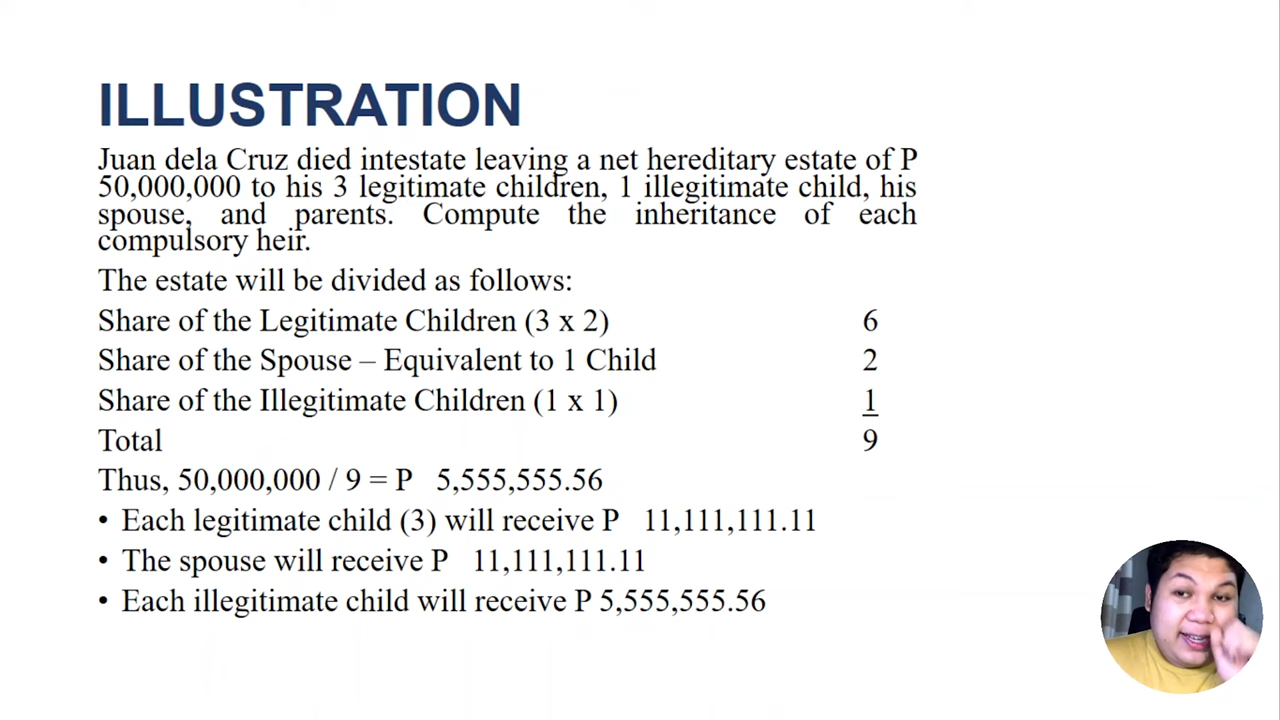 ILLUSTRATION
Juan dela Cruz died intestate leaving a net hereditary estate of P
50,000,000 to his 3 legitimate children, 1 illegitimate child, his
spouse, and parents. Compute the inheritance of each
compulsory heir.
The estate will be divided as follows:
Share of the Legitimate Children (3 x 2) 6
Share of the Spouse – Equivalent to 1 Child 2
Share of the Illegitimate Children (1 x 1) 1
Total 9
Thus, 50,000,000 / 9 = P 5,555,555.56
• Each legitimate child (3) will receive P 11,111,111.11
• The spouse will receive P 11,111,111.11
• Each illegitimate child will receive P 5,555,555.56